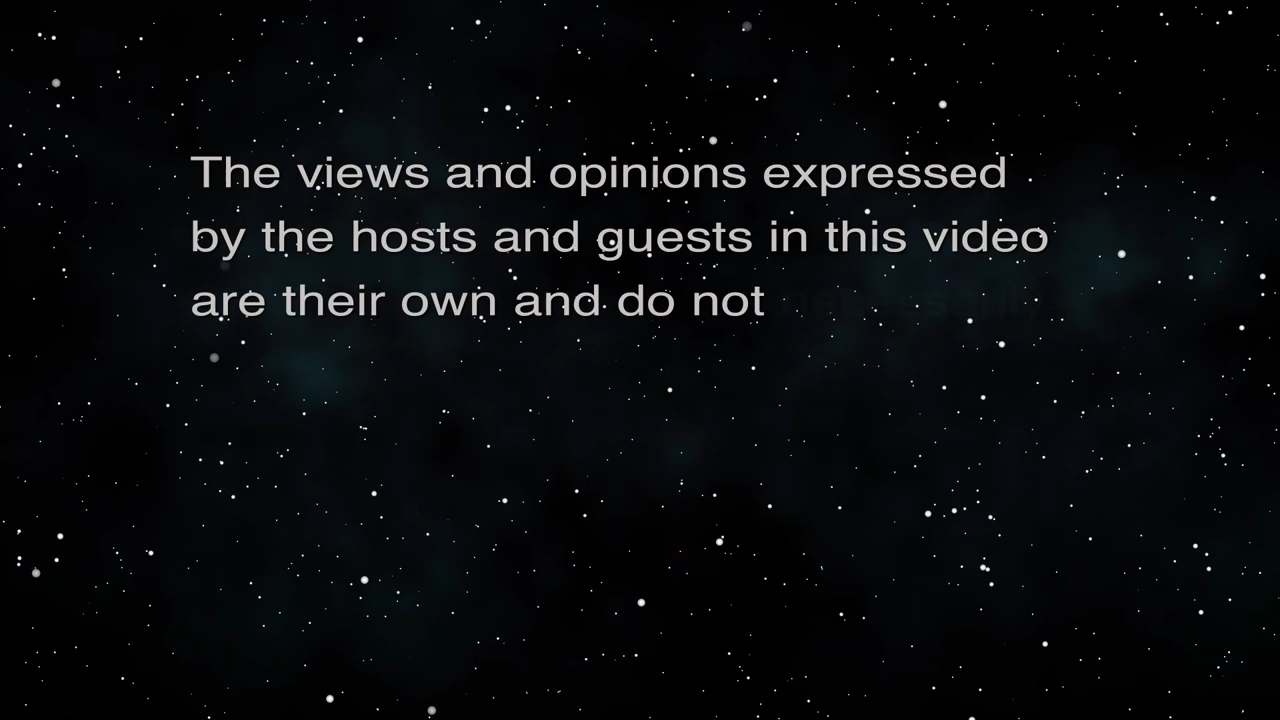 The views and opinions expressed
by the hosts and guests in this video
are their own and do not necessarily